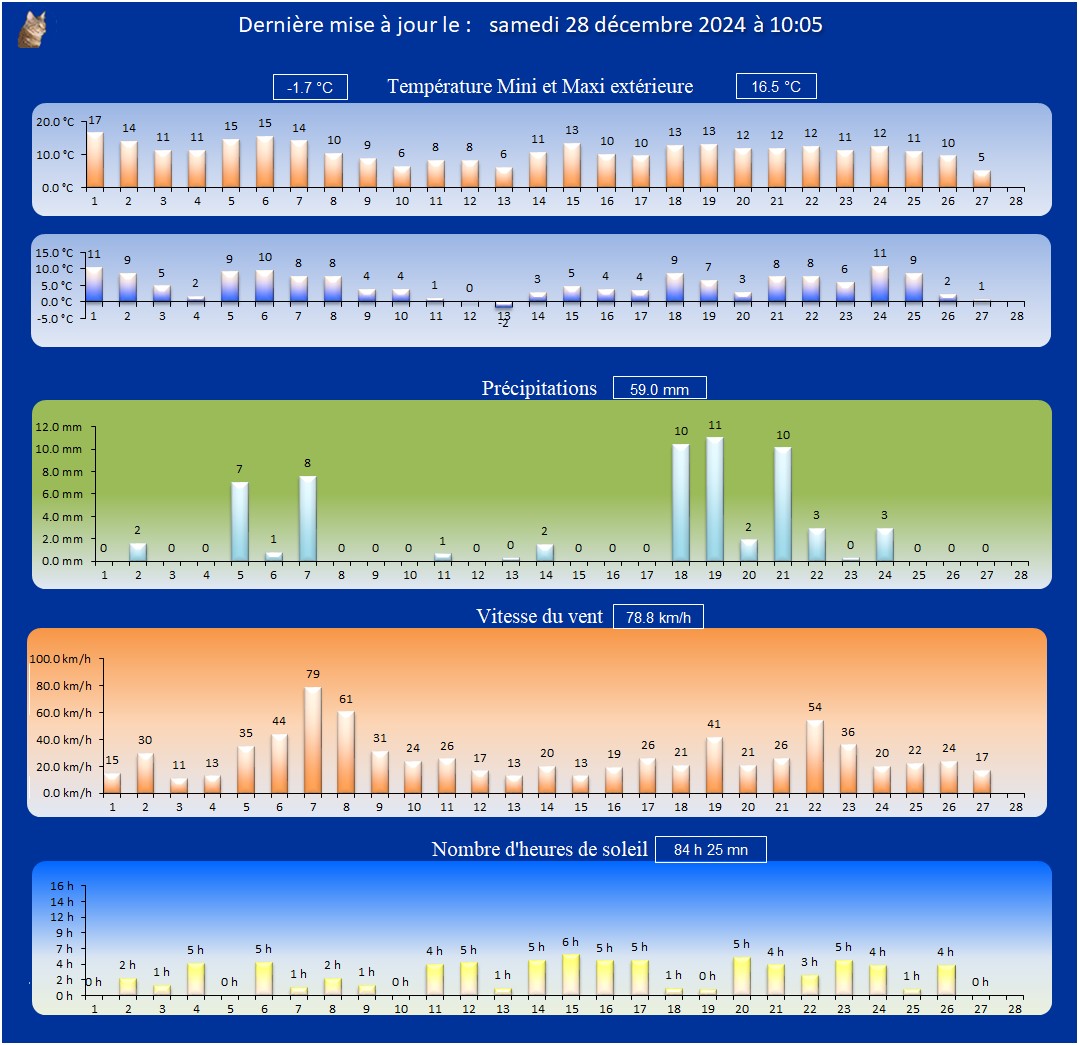 Dernière mise à jour le : samedi 28 décembre 2024 à 10:05
-1.7 °C Température Mini et Maxi extérieure 16.5 °C
20.0 °C
10.0 °C
0.0 °C
17 14 11 11 15 15 14 10 9 6 8 8 6 11 13 10 10 13 13 12 12 12 11 12 11 10 5
1 2 3 4 5 6 7 8 9 10 11 12 13 14 15 16 17 18 19 20 21 22 23 24 25 26 27 28
15.0 °C
10.0 °C
5.0 °C
0.0 °C
-5.0 °C
11 9 5 2 9 10 8 8 4 4 1 0 -2 3 5 4 4 9 7 3 8 8 6 11 9 2 1
1 2 3 4 5 6 7 8 9 10 11 12 13 14 15 16 17 18 19 20 21 22 23 24 25 26 27 28
Précipitations 59.0 mm
12.0 mm
10.0 mm
8.0 mm
6.0 mm
4.0 mm
2.0 mm
0.0 mm
0 2 0 0 7 1 8 0 0 0 1 0 0 2 0 0 0 10 11 2 10 3 0 3 0 0 0
1 2 3 4 5 6 7 8 9 10 11 12 13 14 15 16 17 18 19 20 21 22 23 24 25 26 27 28
Vitesse du vent 78.8 km/h
100.0 km/h
80.0 km/h
60.0 km/h
40.0 km/h
20.0 km/h
0.0 km/h
15 30 11 13 35 44 79 61 31 24 26 17 13 20 13 19 26 21 41 21 26 54 36 20 22 24 17
1 2 3 4 5 6 7 8 9 10 11 12 13 14 15 16 17 18 19 20 21 22 23 24 25 26 27 28
Nombre d'heures de soleil 84 h 25 mn
16 h
14 h
12 h
9 h
7 h
4 h
2 h
0 h
0 h 2 h 1 h 5 h 0 h 5 h 1 h 2 h 1 h 0 h 4 h 5 h 1 h 5 h 6 h 5 h 5 h 1 h 0 h 5 h 4 h 3 h 5 h 4 h 1 h 4 h 0 h
1 2 3 4 5 6 7 8 9 10 11 12 13 14 15 16 17 18 19 20 21 22 23 24 25 26 27 28